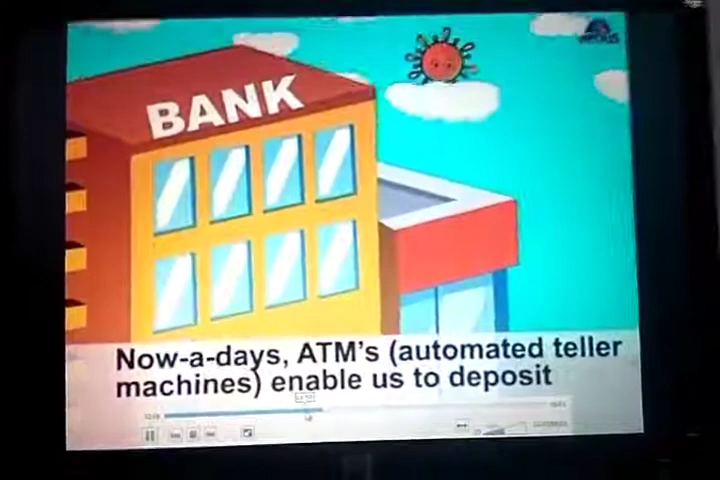 BANK
Now-a-days, ATM's (automated teller
machines) enable us to deposit